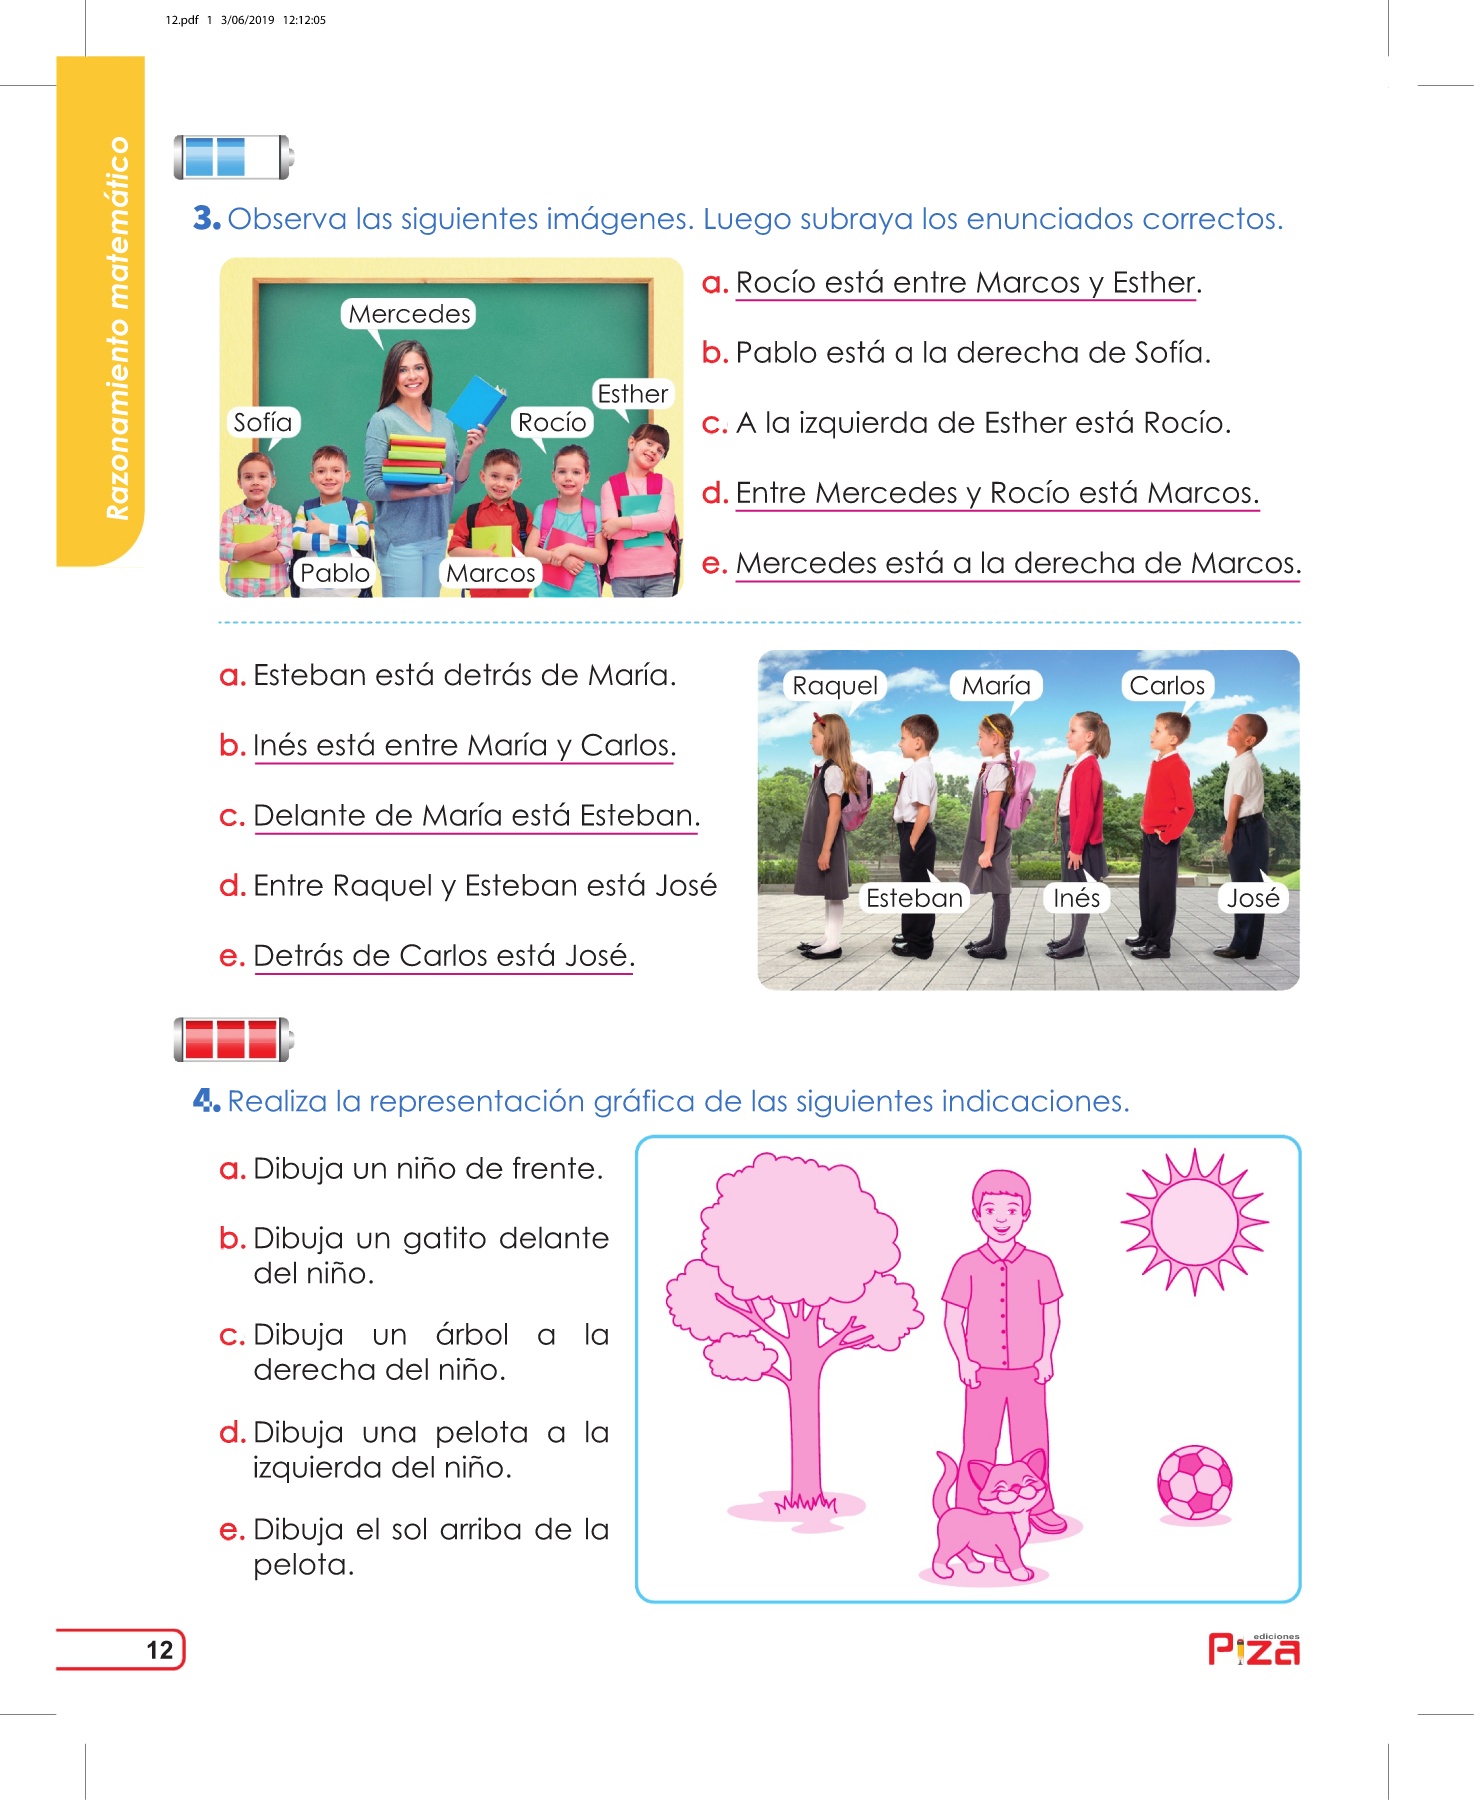 12.pdf 1 3/06/2019 12:12:05
Razonamiento matemático
3. Observa las siguientes imágenes. Luego subraya los enunciados correctos.
Mercedes
Esther
Sofía
Rocío
Pablo
Marcos
a. Rocío está entre Marcos y Esther.
b. Pablo está a la derecha de Sofía.
c. A la izquierda de Esther está Rocío.
d. Entre Mercedes y Rocío está Marcos.
e. Mercedes está a la derecha de Marcos.
a. Esteban está detrás de María.
b. Inés está entre María y Carlos.
c. Delante de María está Esteban.
d. Entre Raquel y Esteban está José
e. Detrás de Carlos está José.
Raquel
María
Carlos
Esteban
Inés
José
4. Realiza la representación gráfica de las siguientes indicaciones.
a. Dibuja un niño de frente.
b. Dibuja un gatito delante
del niño.
c. Dibuja un árbol a la
derecha del niño.
d. Dibuja una pelota a la
izquierda del niño.
e. Dibuja el sol arriba de la
pelota.
12
ediciones
Piza